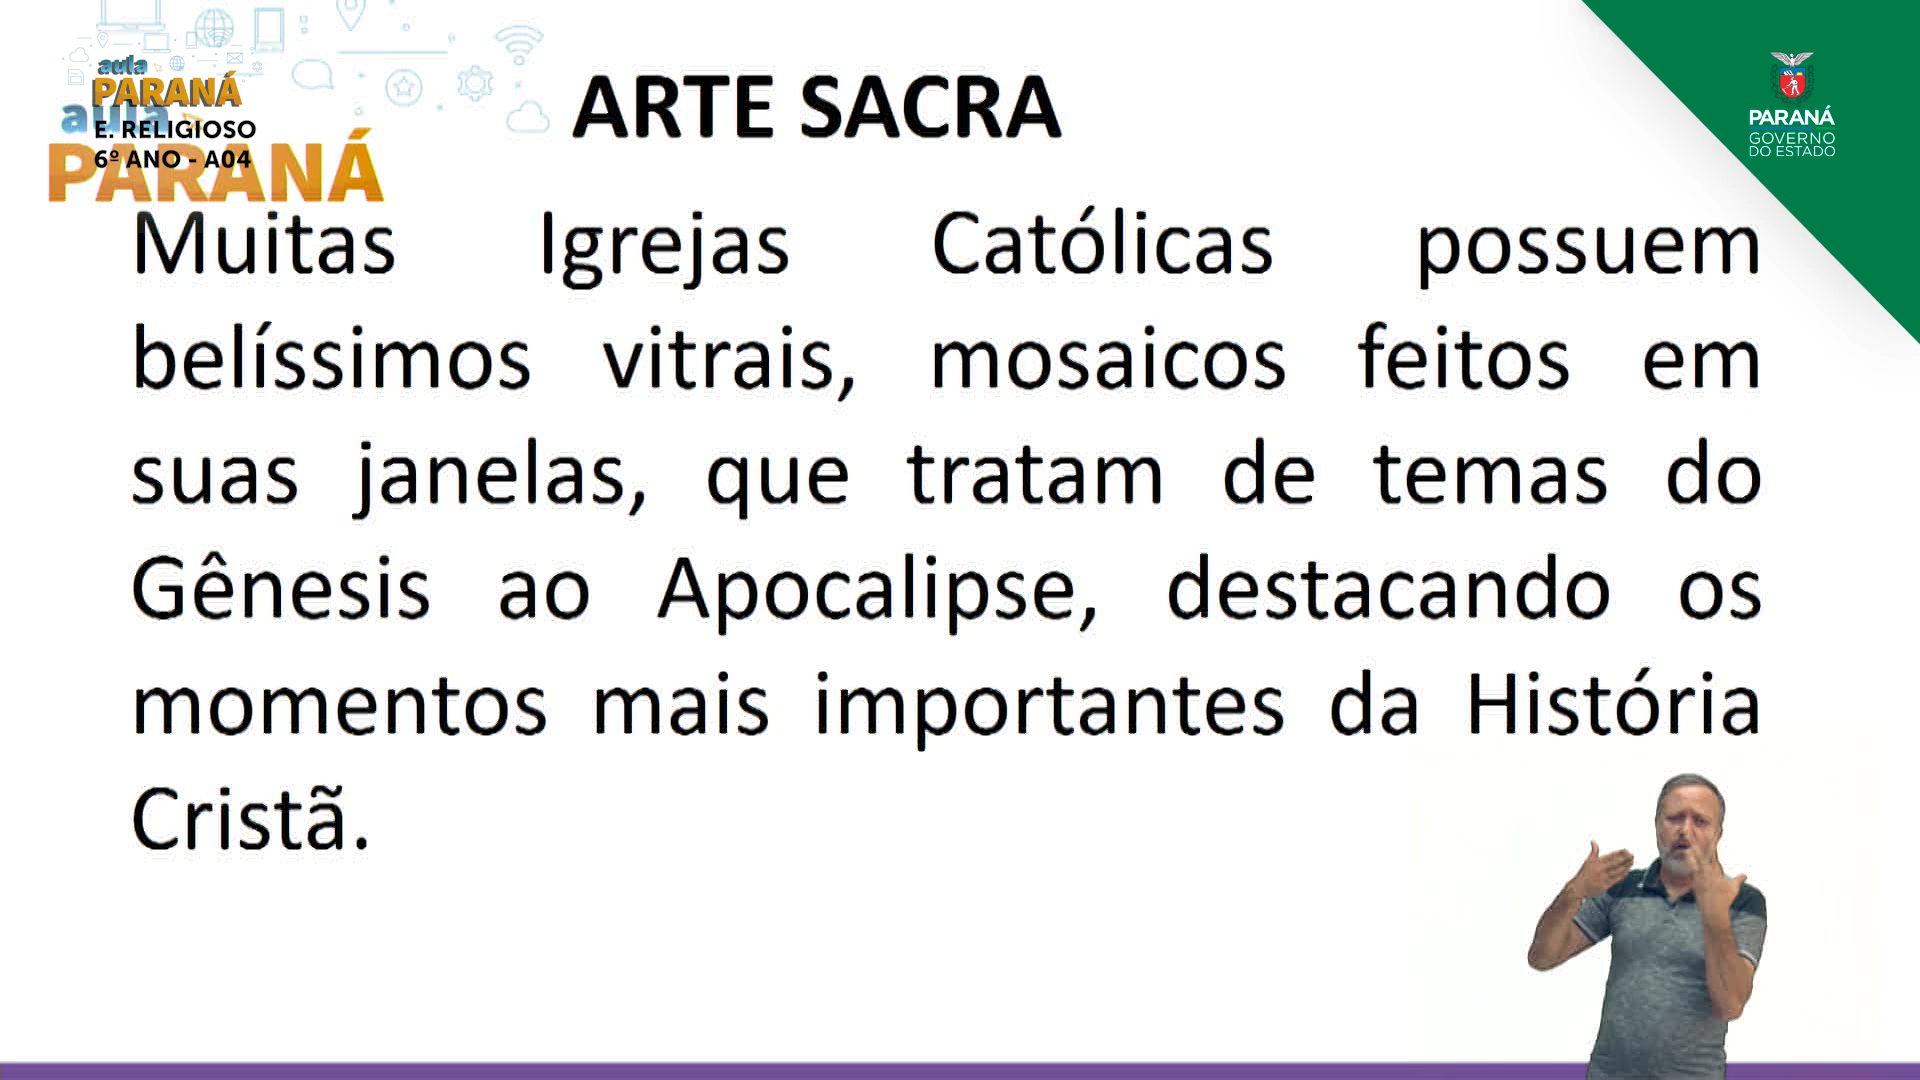 aula
PARANÁ
aula
E. RELIGIOSO
6º ANO - A04
PARANÁ
ARTE SACRA
PARANÁ
GOVERNO
DO ESTADO
Muitas Igrejas Católicas possuem
belíssimos vitrais, mosaicos feitos em
suas janelas, que tratam de temas do
Gênesis ao Apocalipse, destacando os
momentos mais importantes da História
Cristã.